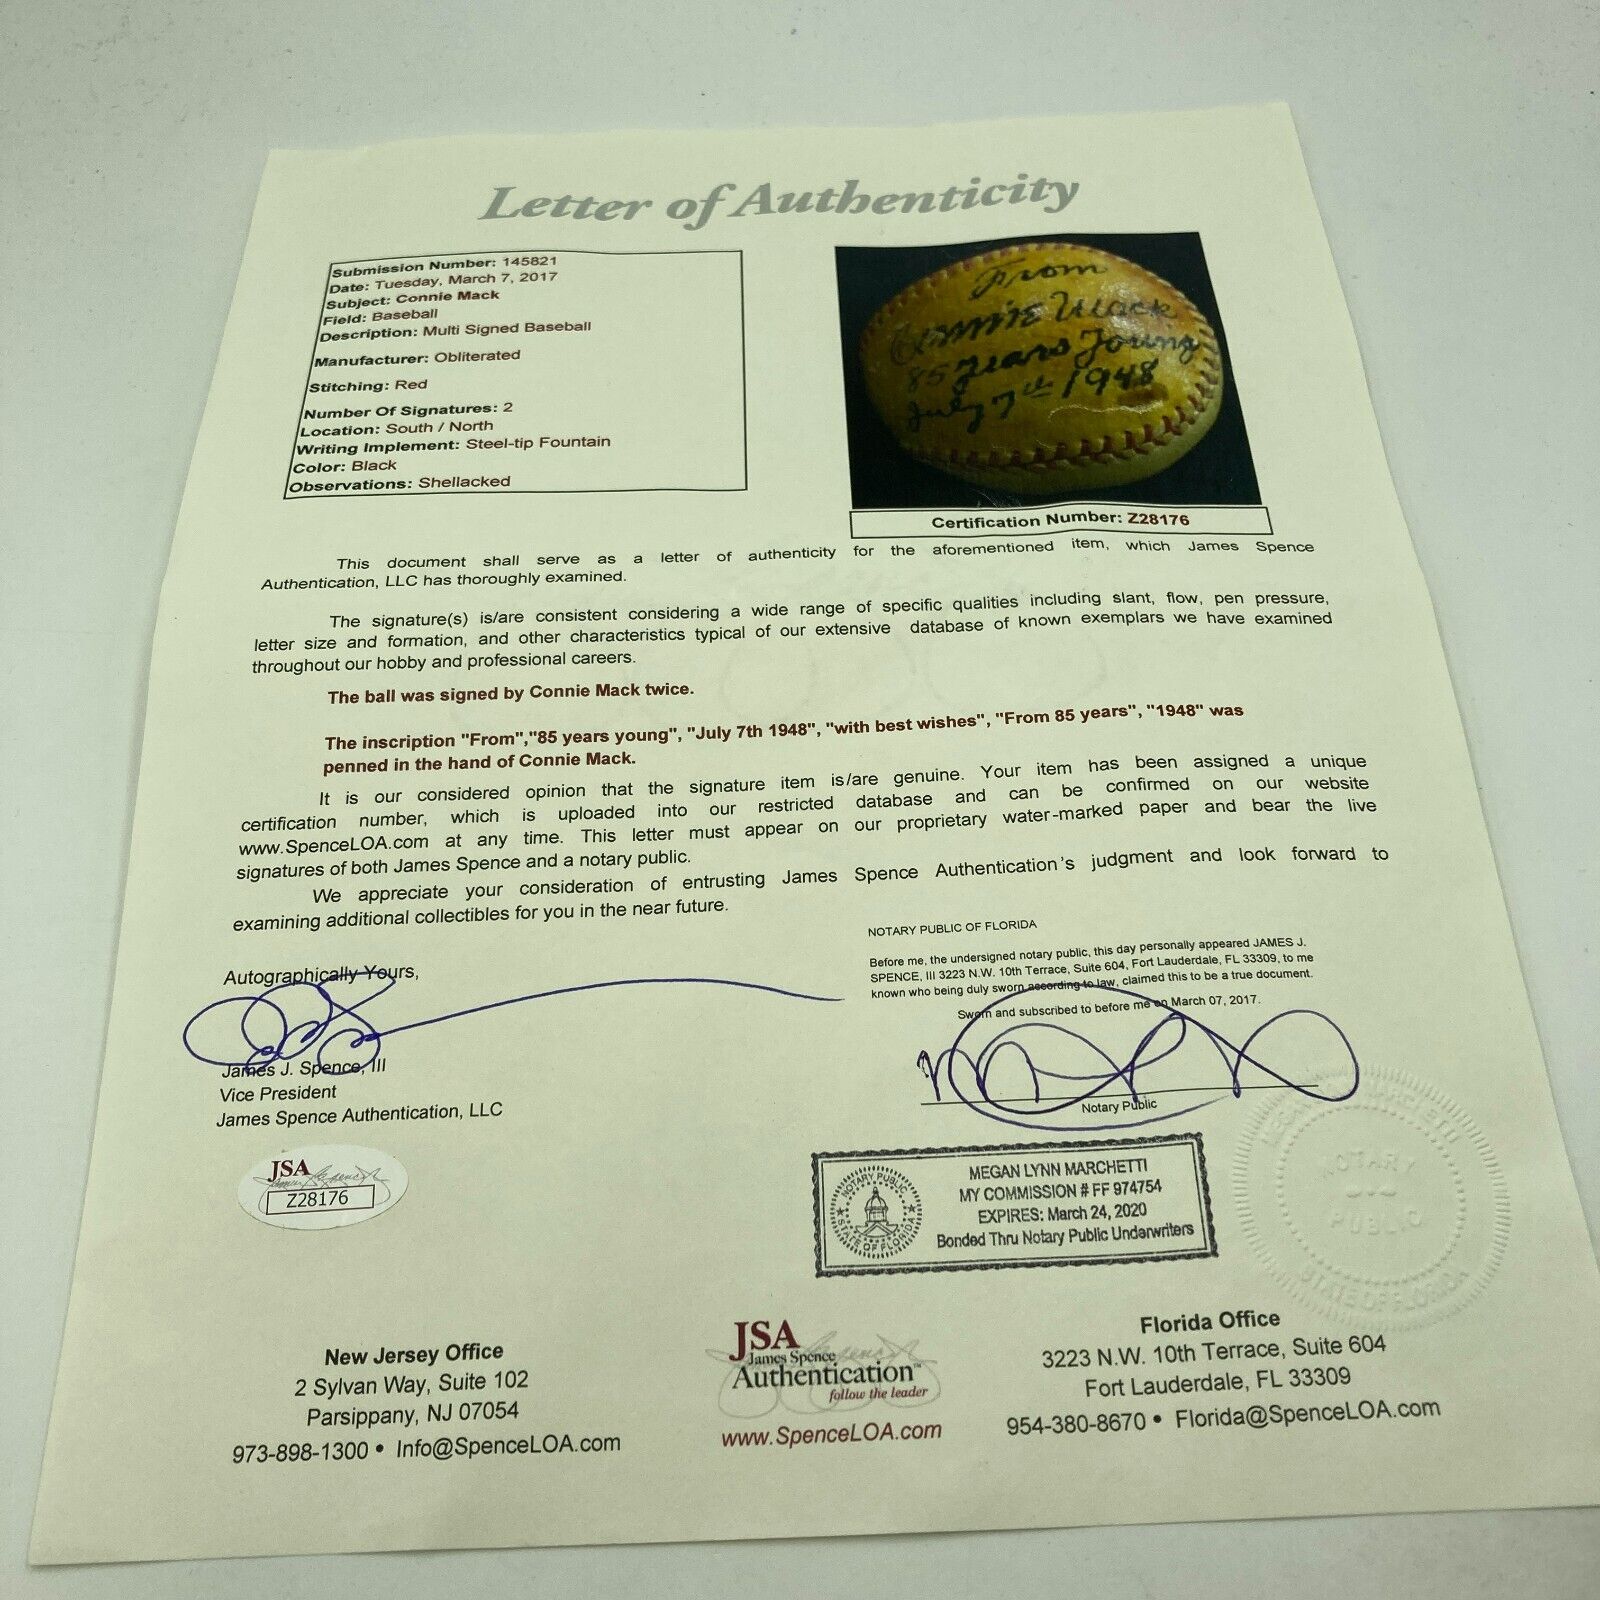 Letter of Authenticity
Submission Number: 145821
Date: Tuesday, March 7, 2017
Subject: Connie Mack
Field: Baseball
Description: Multi Signed Baseball
Manufacturer: Obliterated
Stitching: Red
Number Of Signatures: 2
Location: South / North
Writing Implement: Steel-tip Fountain
Color: Black
Observations: Shellacked
From
Connie Mack
85 Years Young
July 7th 1948
Certification Number: Z28176
This document shall serve as a letter of authenticity for the aforementioned item, which James Spence
Authentication, LLC has thoroughly examined.
The signature(s) is/are consistent considering a wide range of specific qualities including slant, flow, pen pressure,
letter size and formation, and other characteristics typical of our extensive database of known exemplars we have examined
throughout our hobby and professional careers.
The ball was signed by Connie Mack twice.
The inscription "From","85 years young", "July 7th 1948", "with best wishes", "From 85 years", "1948" was
penned in the hand of Connie Mack.
It is our considered opinion that the signature item is/are genuine. Your item has been assigned a unique
certification number, which is uploaded into our restricted database and can be confirmed on our website
www.SpenceLOA.com at any time. This letter must appear on our proprietary water-marked paper and bear the live
signatures of both James Spence and a notary public.
We appreciate your consideration of entrusting James Spence Authentication's judgment and look forward to
examining additional collectibles for you in the near future.
NOTARY PUBLIC OF FLORIDA
Before me, the undersigned notary public, this day personally appeared JAMES J.
SPENCE, III 3223 N.W. 10th Terrace, Suite 604, Fort Lauderdale, FL 33309, to me
known who being duly sworn according to law, claimed this to be a true document.
Sworn and subscribed to before me on March 07, 2017.
Autographically Yours,
James J. Spence, III
Vice President
James Spence Authentication, LLC
Notary Public
JSA
Z28176
NOTARY PUBLIC
STATE OF FLORIDA
MEGAN LYNN MARCHETTI
MY COMMISSION # FF 974754
EXPIRES: March 24, 2020
Bonded Thru Notary Public Underwriters
NOTARY
PUBLIC
STATE OF FLORIDA
New Jersey Office
2 Sylvan Way, Suite 102
Parsippany, NJ 07054
973-898-1300 • Info@SpenceLOA.com
JSA
James Spence
Authentication™
follow the leader
www.SpenceLOA.com
Florida Office
3223 N.W. 10th Terrace, Suite 604
Fort Lauderdale, FL 33309
954-380-8670 • Florida@SpenceLOA.com